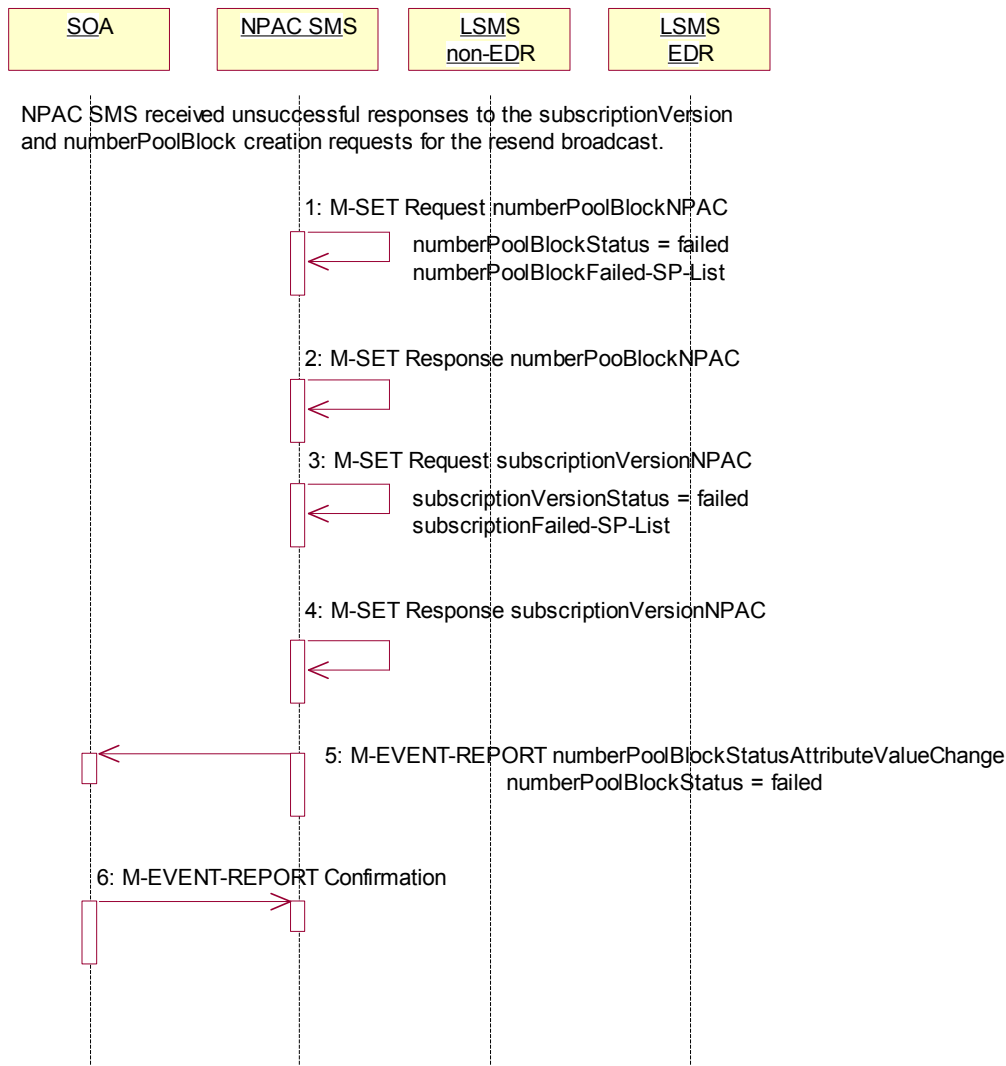 SOA
NPAC SMS
LSMS
non-EDR
LSMS
EDR
NPAC SMS received unsuccessful responses to the subscriptionVersion
and numberPoolBlock creation requests for the resend broadcast.
1: M-SET Request numberPoolBlockNPAC
numberPoolBlockStatus = failed
numberPoolBlockFailed-SP-List
2: M-SET Response numberPooBlockNPAC
3: M-SET Request subscriptionVersionNPAC
subscriptionVersionStatus = failed
subscriptionFailed-SP-List
4: M-SET Response subscriptionVersionNPAC
5: M-EVENT-REPORT numberPoolBlockStatusAttributeValueChange
numberPoolBlockStatus = failed
6: M-EVENT-REPORT Confirmation